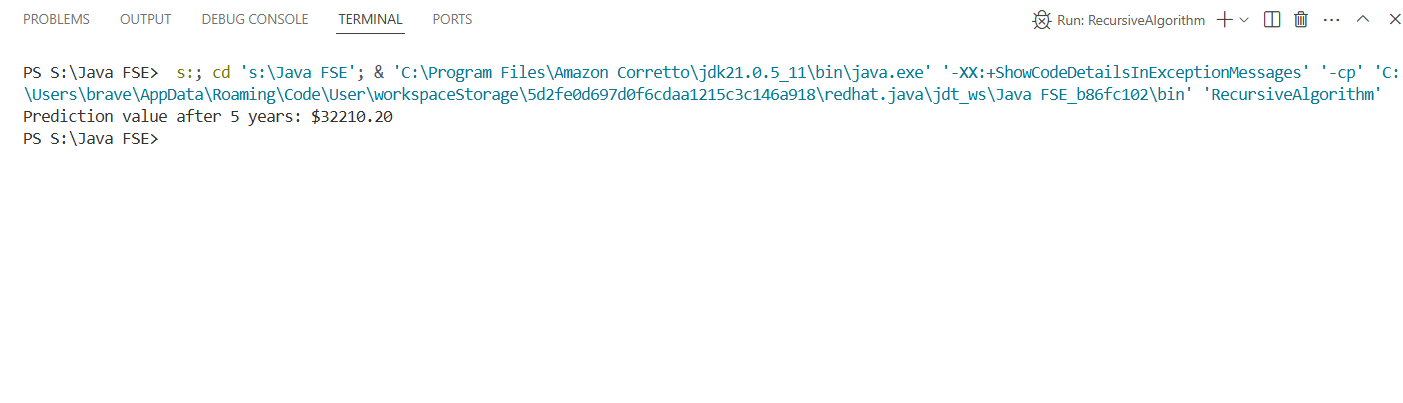 PROBLEMS OUTPUT DEBUG CONSOLE TERMINAL PORTS Run: RecursiveAlgorithm
PS S:\Java FSE>  s:; cd 's:\Java FSE'; & 'C:\Program Files\Amazon Corretto\jdk21.0.5_11\bin\java.exe' '-XX:+ShowCodeDetailsInExceptionMessages' '-cp' 'C:
\Users\brave\AppData\Roaming\Code\User\workspaceStorage\5d2fe0d697d0f6cdaa1215c3c146a918\redhat.java\jdt_ws\Java FSE_b86fc102\bin' 'RecursiveAlgorithm'
Prediction value after 5 years: $32210.20
PS S:\Java FSE>